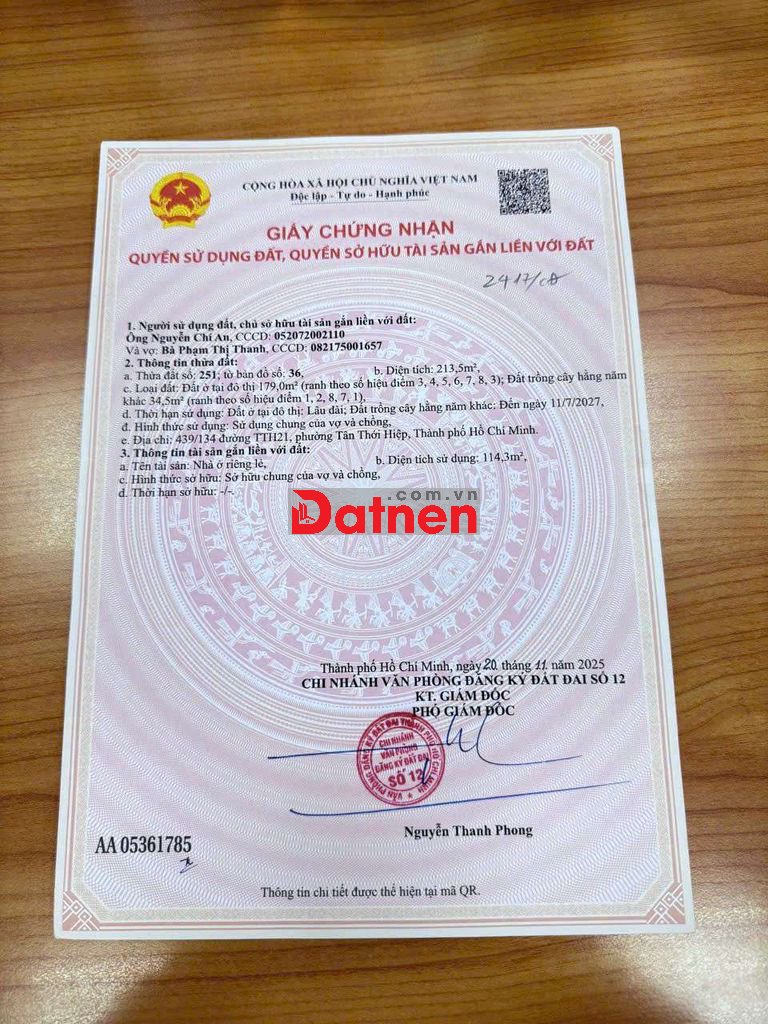 CỘNG HÒA XÃ HỘI CHỦ NGHĨA VIỆT NAM
Độc lập - Tự do - Hạnh phúc
GIẤY CHỨNG NHẬN
QUYỀN SỬ DỤNG ĐẤT, QUYỀN SỞ HỮU TÀI SẢN GẮN LIỀN VỚI ĐẤT
1. Người sử dụng đất, chủ sở hữu tài sản gắn liền với đất:
Ông Nguyễn Chí An, CCCD: 052072002110
Và vợ: Bà Phạm Thị Thanh, CCCD: 082175001657
2. Thông tin thửa đất:
a. Thửa đất số: 251; tờ bản đồ số: 36, b. Diện tích: 213,5m²,
c. Loại đất: Đất ở tại đô thị 179,0m² (ranh theo số hiệu điểm 3, 4, 5, 6, 7, 8, 3); Đất trồng cây hằng năm
khác 34,5m² (ranh theo số hiệu điểm 1, 2, 8, 7, 1),
d. Thời hạn sử dụng: Đất ở tại đô thị: Lâu dài; Đất trồng cây hằng năm khác: Đến ngày 11/7/2027,
đ. Hình thức sử dụng: Sử dụng chung của vợ và chồng,
e. Địa chỉ: 439/134 đường TTH21, phường Tân Thới Hiệp, Thành phố Hồ Chí Minh.
3. Thông tin tài sản gắn liền với đất:
a. Tên tài sản: Nhà ở riêng lẻ, b. Diện tích sử dụng: 114,3m²,
c. Hình thức sở hữu: Sở hữu chung của vợ và chồng,
d. Thời hạn sở hữu: -/-.
.com.vn
Datnen
Thành phố Hồ Chí Minh, ngày 20 tháng 11 năm 2025
CHI NHÁNH VĂN PHÒNG ĐĂNG KÝ ĐẤT ĐAI SỐ 12
KT. GIÁM ĐỐC
PHÓ GIÁM ĐỐC
CHI NHÁNH
VĂN PHÒNG
ĐĂNG KÝ ĐẤT ĐAI
SỐ 12
Nguyễn Thanh Phong
AA 05361785
Thông tin chi tiết được thể hiện tại mã QR.